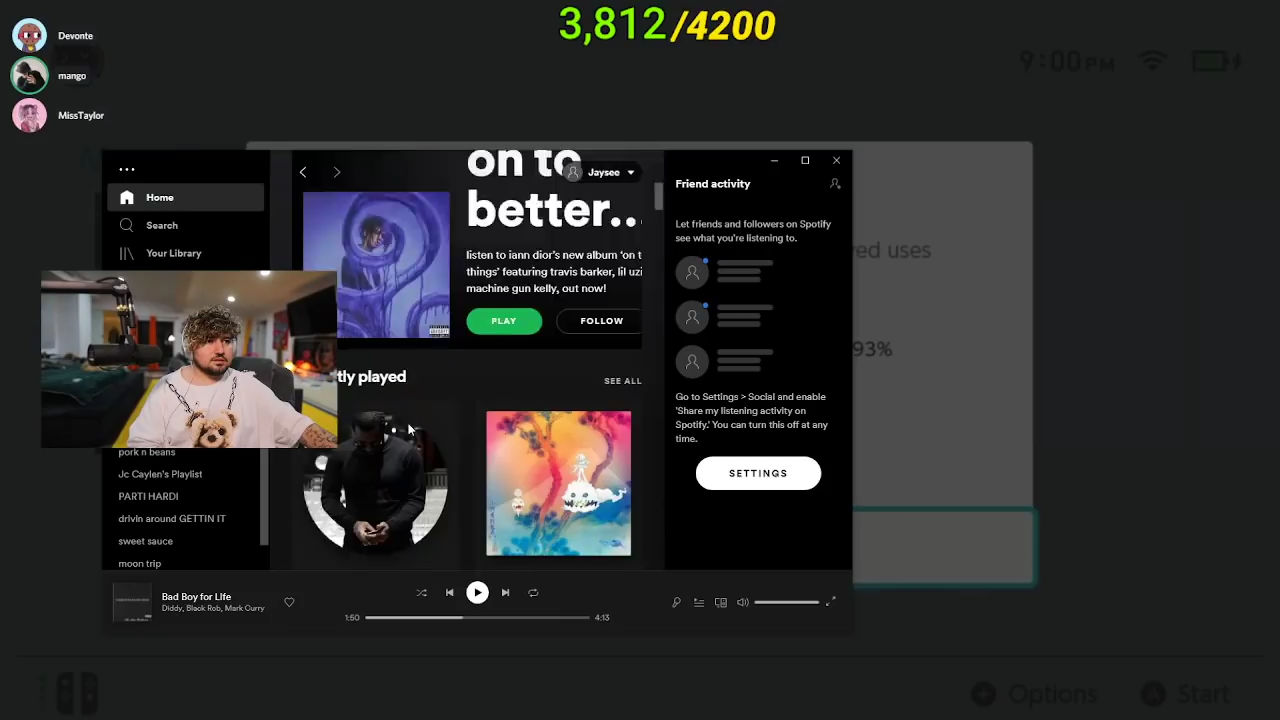 3,812/4200
Devonte
mango
MissTaylor
9:00 PM
on to
better...
Jaysee
Home
Search
Your Library
listen to iann dior's new album 'on t
things' featuring travis barker, lil uzi
machine gun kelly, out now!
PLAY
FOLLOW
Friend activity
Let friends and followers on Spotify
see what you're listening to.
Go to Settings > Social and enable
'Share my listening activity on
Spotify.' You can turn this off at any
time.
SETTINGS
ed uses
93%
tly played
SEE ALL
pork n beans
Jc Caylen's Playlist
PARTI HARDI
drivin around GETTIN IT
sweet sauce
moon trip
Bad Boy for Life
Diddy, Black Rob, Mark Curry
1:50
4:13
Options
Start